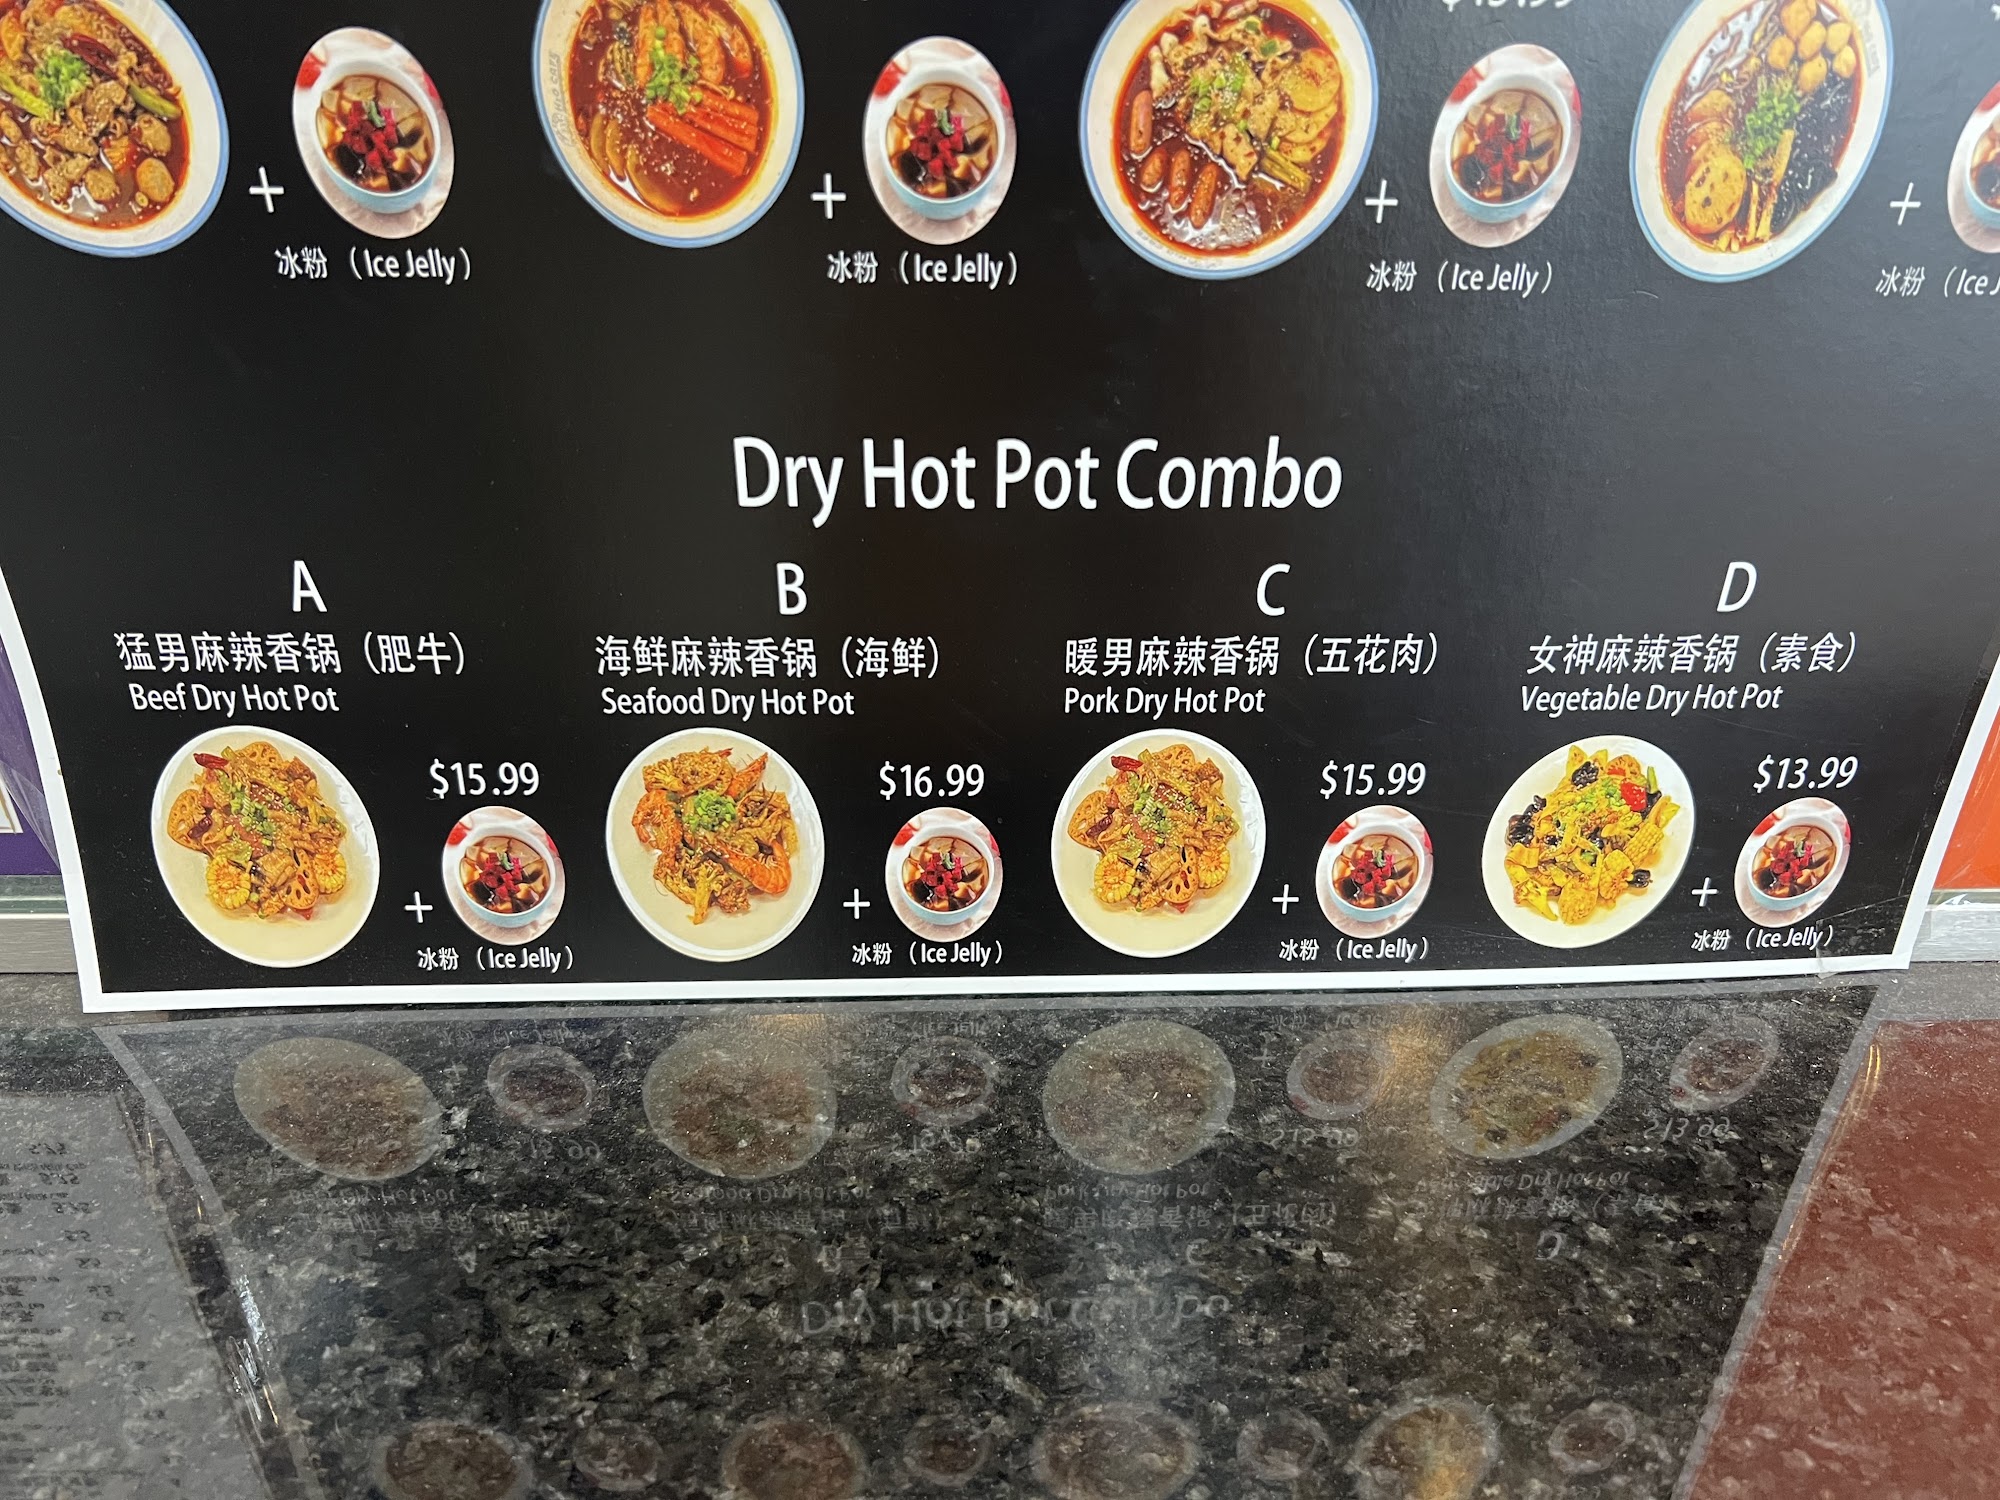 冰粉 （Ice Jelly）
冰粉 （Ice Jelly）
冰粉 （Ice Jelly）
冰粉 （Ice
Dry Hot Pot Combo
A
猛男麻辣香锅（肥牛）
Beef Dry Hot Pot
$15.99
+
冰粉 （Ice Jelly）
B
海鲜麻辣香锅（海鲜）
Seafood Dry Hot Pot
$16.99
+
冰粉 （Ice Jelly）
C
暖男麻辣香锅（五花肉）
Pork Dry Hot Pot
$15.99
+
冰粉 （Ice Jelly）
D
女神麻辣香锅（素食）
Vegetable Dry Hot Pot
$13.99
+
冰粉 （Ice Jelly）